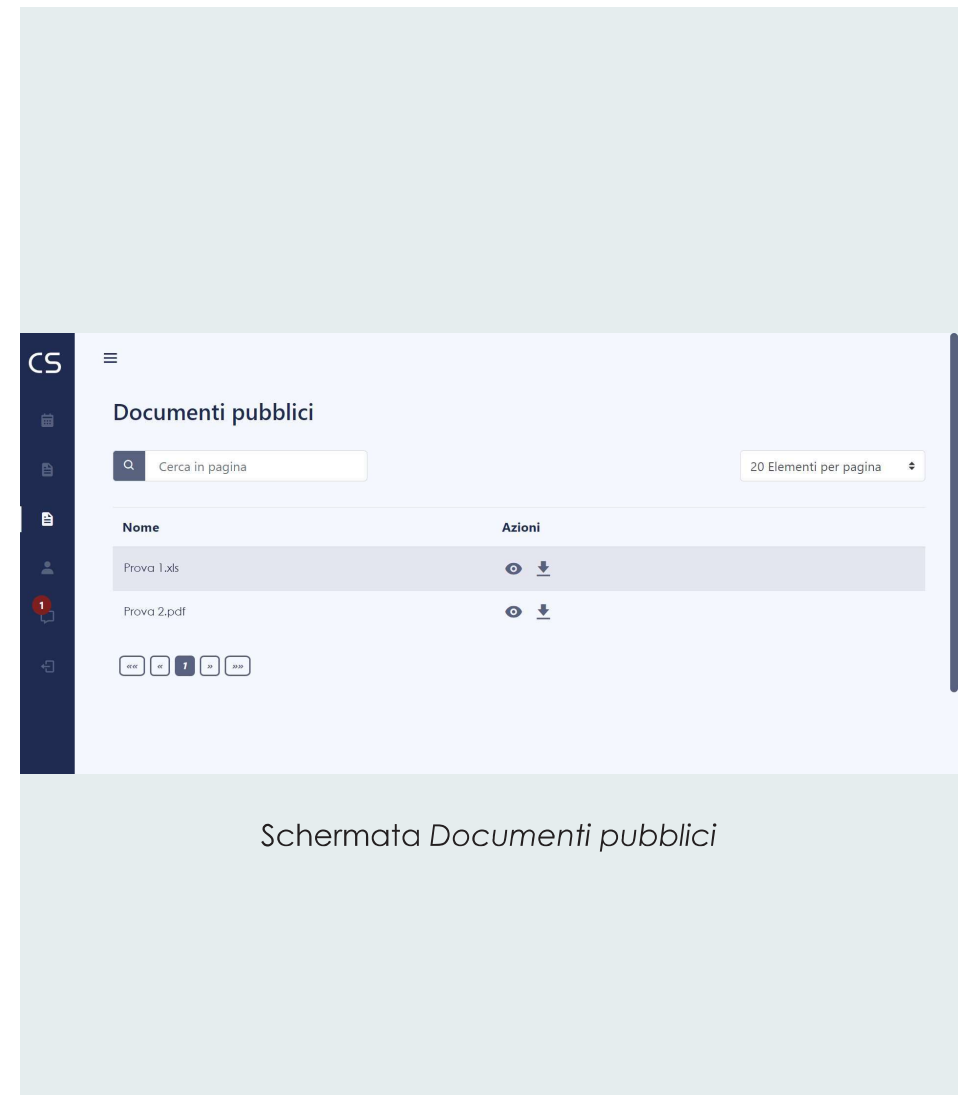 CS
Documenti pubblici
Cerca in pagina
20 Elementi per pagina
Nome Azioni
Prova 1.xls
Prova 2.pdf
1
«« « 1 » »»
Schermata Documenti pubblici